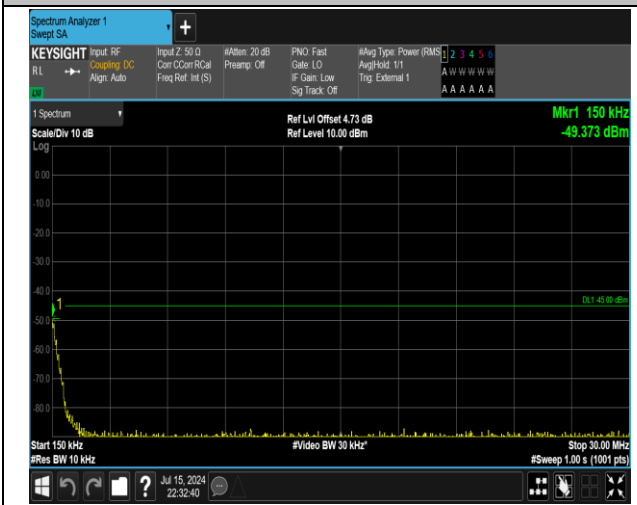 Spectrum Analyzer 1
Swept SA
+
KEYSIGHT
Input: RF
Input Z: 50 Ω
#Atten: 20 dB
PNO: Fast
#Avg Type: Power (RMS
1 2 3 4 5 6
RL
Coupling: DC
Corr CCorr RCal
Preamp: Off
Gate: LO
Avg|Hold: 1/1
A W W W W W
Align: Auto
Freq Ref: Int (S)
IF Gain: Low
Trig: External 1
Sig Track: Off
A A A A A A
LXI
1 Spectrum
Ref Lvl Offset 4.73 dB
Mkr1 150 kHz
Scale/Div 10 dB
Ref Level 10.00 dBm
-49.373 dBm
Log
0.00
-10.0
-20.0
-30.0
-40.0
DL1 -45.00 dBm
1
-50.0
-60.0
-70.0
-80.0
Start 150 kHz
#Video BW 30 kHz*
Stop 30.00 MHz
#Res BW 10 kHz
#Sweep 1.00 s (1001 pts)
?
Jul 15, 2024
22:32:40